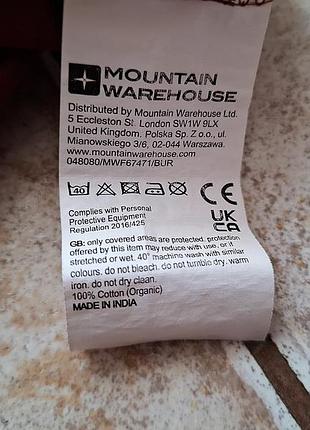 MOUNTAIN
WAREHOUSE
Distributed by Mountain Warehouse Ltd.
5 Eccleston St. London SW1W 9LX
United Kingdom. Polska Sp. Z o.o., ul.
Mianowskiego 3/6, 02-044 Warszawa.
www.mountainwarehouse.com
048080/MWF67471/BUR
40
CE
Complies with Personal
Protective Equipment
Regulation 2016/425
UK
CA
GB: only covered areas are protected. protection
offered by this item may reduce with use or if
stretched or wet. 40° machine wash with similar
colours. do not bleach. do not tumble dry. warm
iron. do not dry clean.
100% Cotton (Organic)
MADE IN INDIA